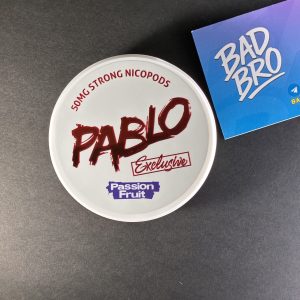 50MG STRONG NICOPODS
PABLO
Exclusive
Passion
Fruit
BAD
BRO